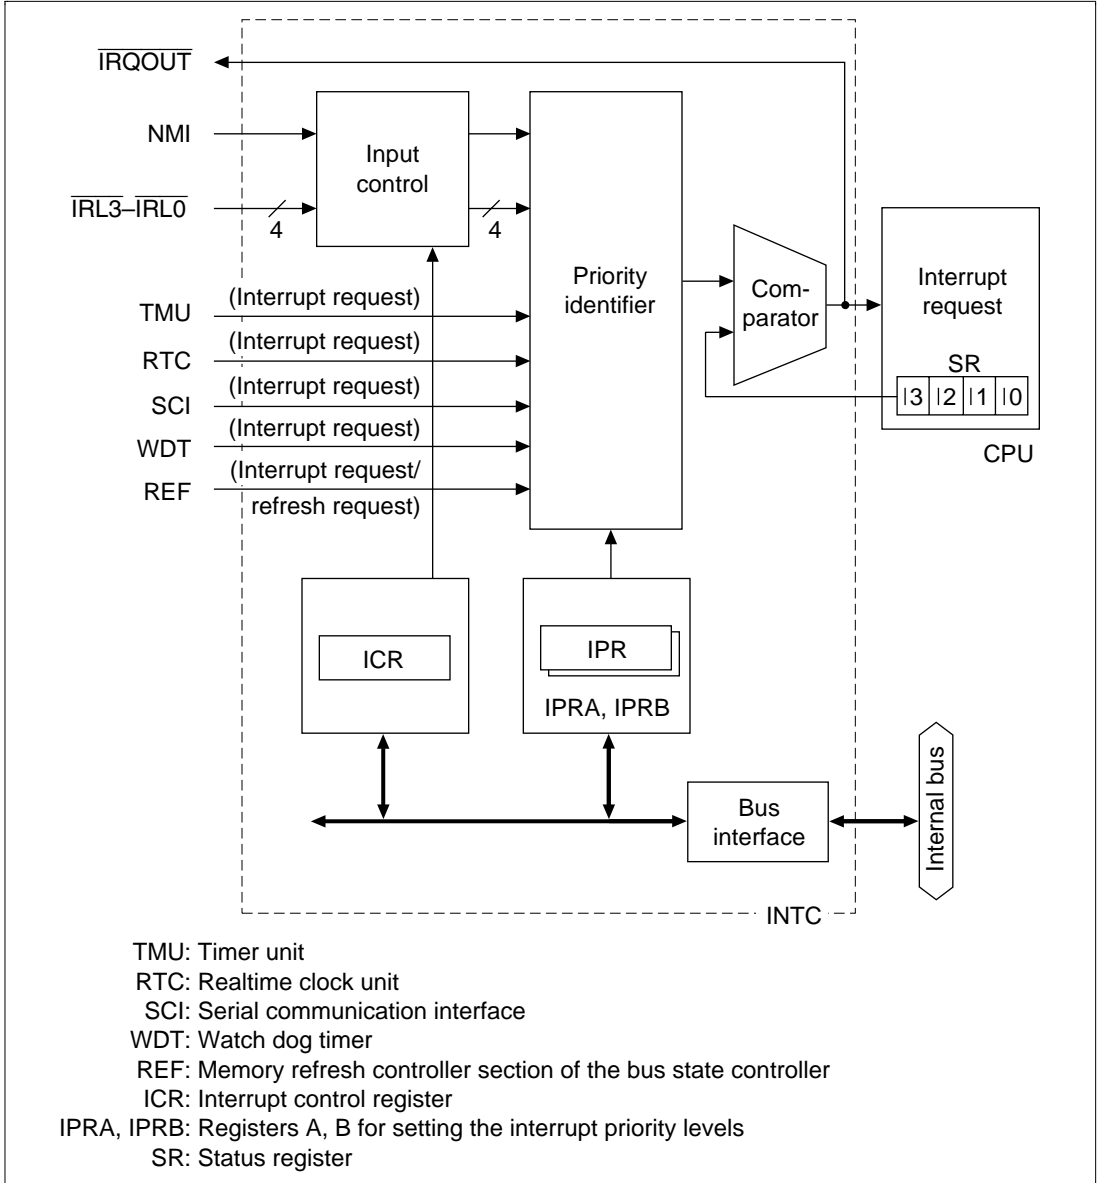 IRQOUT
NMI
Input
control
IRL3–IRL0
4
4
Priority
identifier
Com-
parator
Interrupt
request
SR
I3 I2 I1 I0
CPU
TMU (Interrupt request)
RTC (Interrupt request)
SCI (Interrupt request)
WDT (Interrupt request)
REF (Interrupt request/
refresh request)
ICR
IPR
IPRA, IPRB
Bus
interface
Internal bus
INTC
TMU: Timer unit
RTC: Realtime clock unit
SCI: Serial communication interface
WDT: Watch dog timer
REF: Memory refresh controller section of the bus state controller
ICR: Interrupt control register
IPRA, IPRB: Registers A, B for setting the interrupt priority levels
SR: Status register